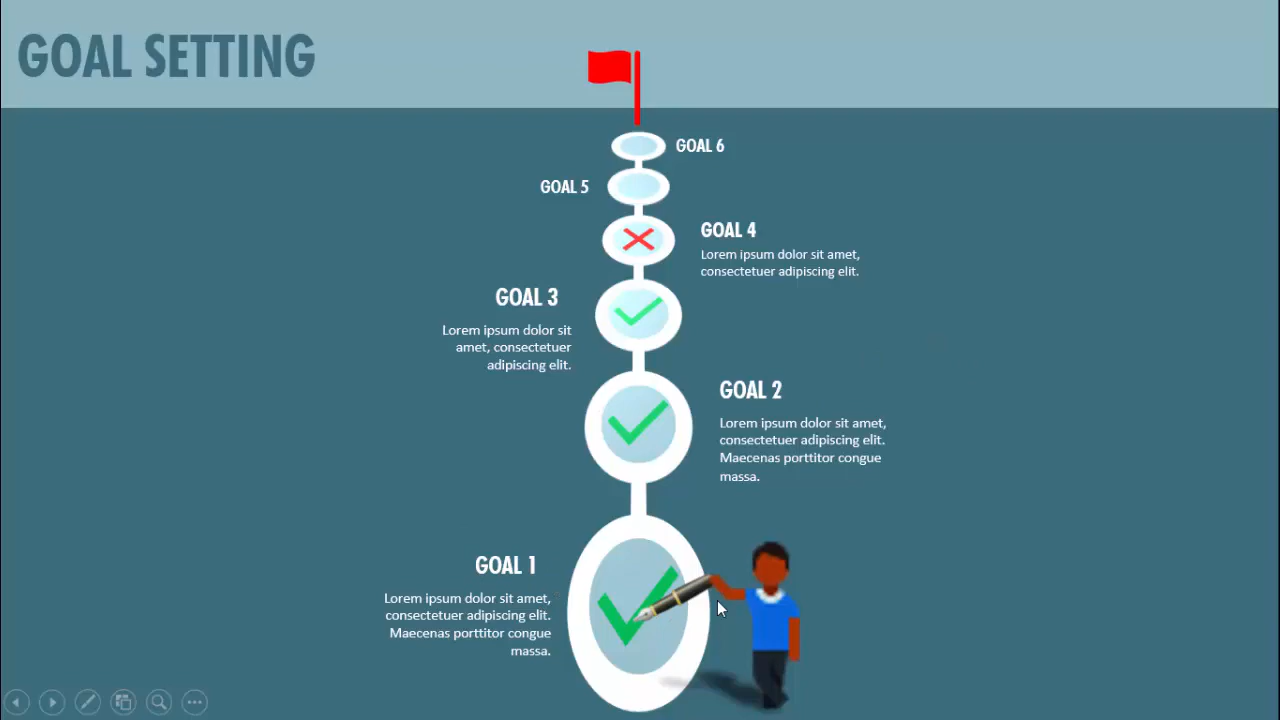 GOAL SETTING
GOAL 6
GOAL 5
GOAL 4
Lorem ipsum dolor sit amet,
consectetuer adipiscing elit.
GOAL 3
Lorem ipsum dolor sit
amet, consectetuer
adipiscing elit.
GOAL 2
Lorem ipsum dolor sit amet,
consectetuer adipiscing elit.
Maecenas porttitor congue
massa.
GOAL 1
Lorem ipsum dolor sit amet,
consectetuer adipiscing elit.
Maecenas porttitor congue
massa.